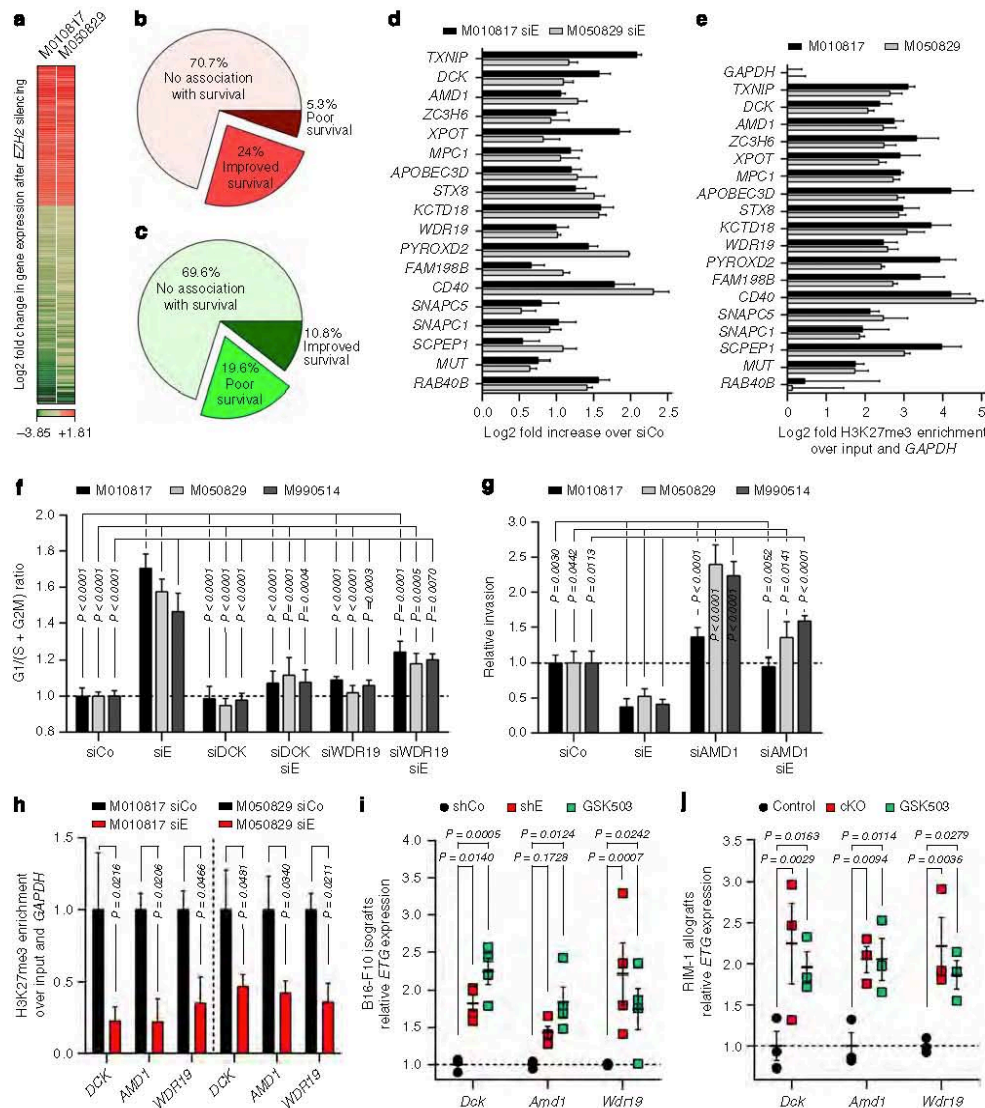 a
M010817
M050829
Log2 fold change in gene expression after EZH2 silencing
−3.85 +1.81
b
70.7%
No association
with survival
5.3%
Poor
survival
24%
Improved
survival
c
69.6%
No association
with survival
10.8%
Improved
survival
19.6%
Poor
survival
d
M010817 siE M050829 siE
TXNIP
DCK
AMD1
ZC3H6
XPOT
MPC1
APOBEC3D
STX8
KCTD18
WDR19
PYROXD2
FAM198B
CD40
SNAPC5
SNAPC1
SCPEP1
MUT
RAB40B
0.0 0.5 1.0 1.5 2.0 2.5
Log2 fold increase over siCo
e
M010817 M050829
GAPDH
TXNIP
DCK
AMD1
ZC3H6
XPOT
MPC1
APOBEC3D
STX8
KCTD18
WDR19
PYROXD2
FAM198B
CD40
SNAPC5
SNAPC1
SCPEP1
MUT
RAB40B
0 1 2 3 4 5
Log2 fold H3K27me3 enrichment
over input and GAPDH
f
M010817 M050829 M990514
G1/(S + G2M) ratio
2.0
1.8
1.6
1.4
1.2
1.0
0.8
P < 0.0001
P < 0.0001
P < 0.0001
P < 0.0001
P < 0.0001
P < 0.0001
P < 0.0001
P = 0.0001
P = 0.0004
P < 0.0001
P < 0.0001
P =0.0003
P = 0.0001
P = 0.0005
P = 0.0070
siCo siE siDCK siDCK siWDR19 siWDR19
siE siE
g
M010817 M050829 M990514
Relative invasion
3.0
2.5
2.0
1.5
1.0
0.5
0.0
P = 0.0030
P = 0.0442
P = 0.0113
P < 0.0001
P < 0.0001
P < 0.0001
P = 0.0052
P = 0.0141
P < 0.0001
siCo siE siAMD1 siAMD1
siE
h
M010817 siCo M050829 siCo
M010817 siE M050829 siE
H3K27me3 enrichment
over input and GAPDH
1.5
1.0
0.5
0.0
P = 0.0216
P = 0.0206
P = 0.0466
P = 0.0481
P = 0.0340
P = 0.0211
DCK AMD1 WDR19 DCK AMD1 WDR19
i
shCo shE GSK503
P = 0.0005 P = 0.0124 P = 0.0242
P = 0.0140 P = 0.1728 P = 0.0007
B16-F10 isografts
relative ETG expression
4.0
3.5
3.0
2.5
2.0
1.5
1.0
Dck Amd1 Wdr19
j
Control cKO GSK503
P = 0.0163 P = 0.0114 P = 0.0279
P = 0.0029 P = 0.0094 P = 0.0036
RIM-1 allografts
relative ETG expression
4.0
3.5
3.0
2.5
2.0
1.5
1.0
Dck Amd1 Wdr19